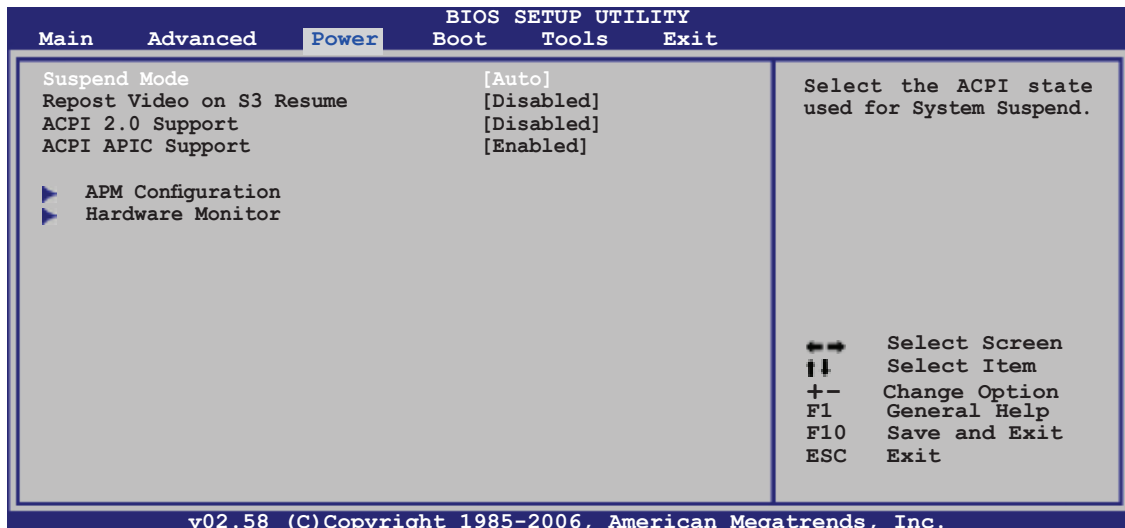 BIOS SETUP UTILITY
Main Advanced Power Boot Tools Exit
Suspend Mode [Auto]
Repost Video on S3 Resume [Disabled]
ACPI 2.0 Support [Disabled]
ACPI APIC Support [Enabled]
APM Configuration
Hardware Monitor
Select the ACPI state
used for System Suspend.
←→ Select Screen
↑↓ Select Item
+- Change Option
F1 General Help
F10 Save and Exit
ESC Exit
v02.58 (C)Copyright 1985-2006, American Megatrends, Inc.